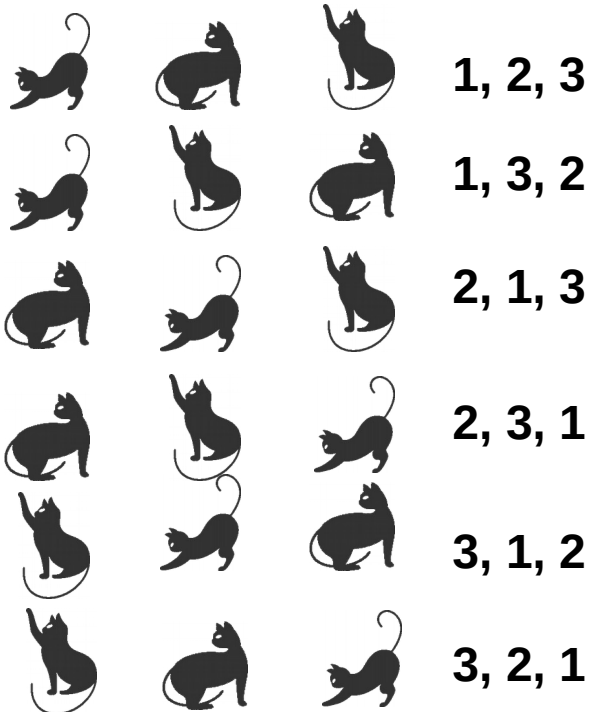 1, 2, 3
1, 3, 2
2, 1, 3
2, 3, 1
3, 1, 2
3, 2, 1